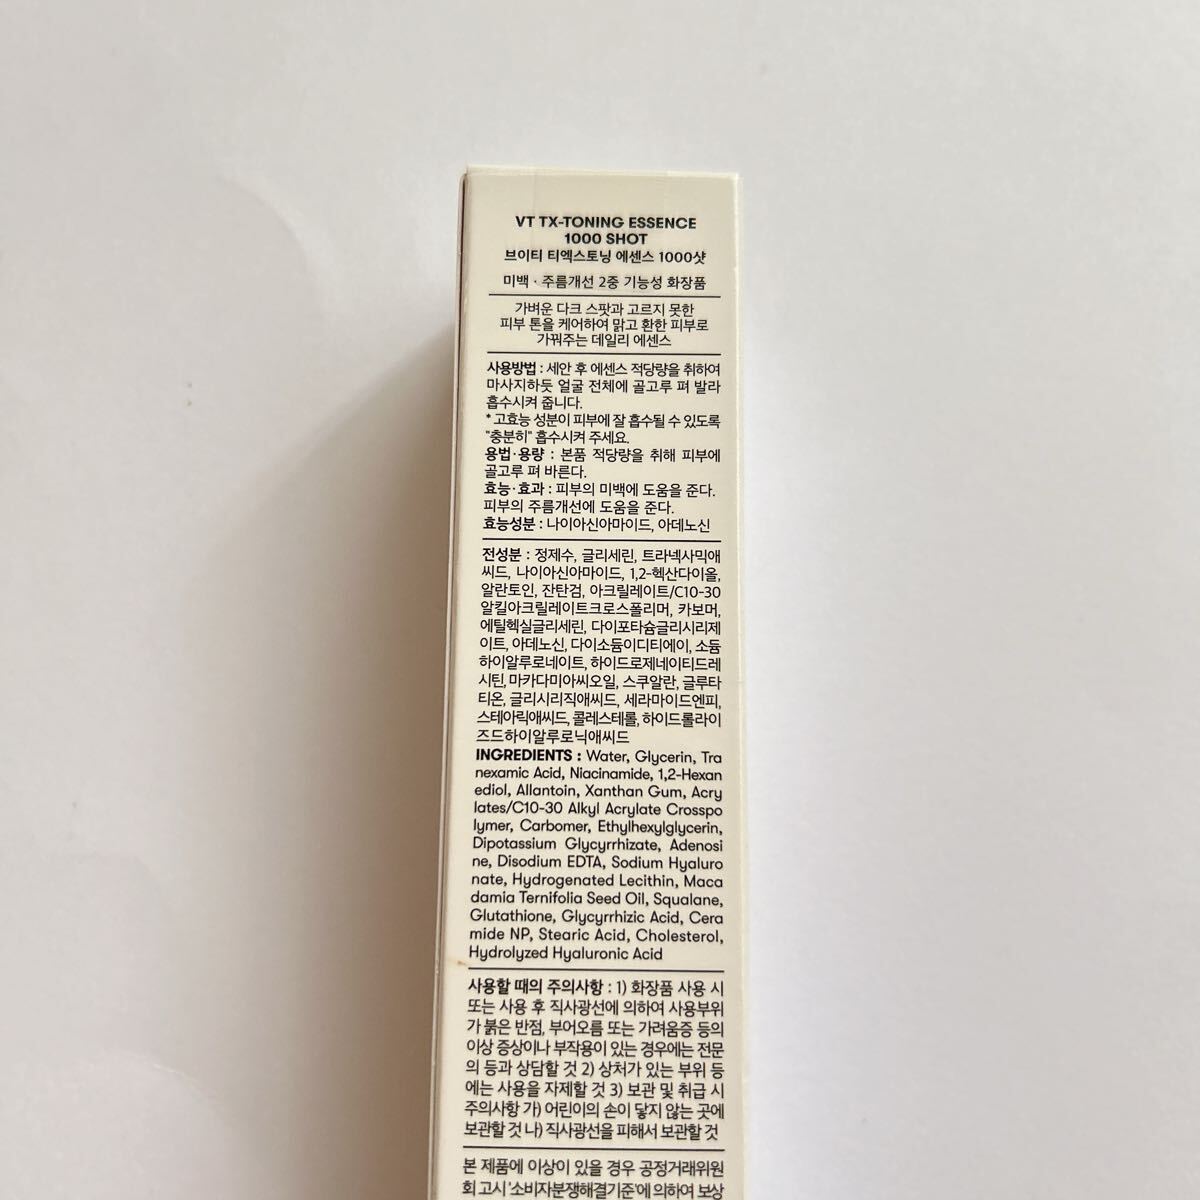 VT TX-TONING ESSENCE
1000 SHOT
브이티 티엑스토닝 에센스 1000샷
미백 · 주름개선 2중 기능성 화장품
가벼운 다크 스팟과 고르지 못한
피부 톤을 케어하여 맑고 환한 피부로
가꿔주는 데일리 에센스
사용방법 : 세안 후 에센스 적당량을 취하여
마사지하듯 얼굴 전체에 골고루 펴 발라
흡수시켜 줍니다.
* 고효능 성분이 피부에 잘 흡수될 수 있도록
"충분히" 흡수시켜 주세요.
용법·용량 : 본품 적당량을 취해 피부에
골고루 펴 바른다.
효능·효과 : 피부의 미백에 도움을 준다.
피부의 주름개선에 도움을 준다.
효능성분 : 나이아신아마이드, 아데노신
전성분 : 정제수, 글리세린, 트라넥사믹애
씨드, 나이아신아마이드, 1,2-헥산다이올,
알란토인, 잔탄검, 아크릴레이트/C10-30
알킬아크릴레이트크로스폴리머, 카보머,
에틸헥실글리세린, 다이포타슘글리시리제
이트, 아데노신, 다이소듐이디티에이, 소듐
하이알루로네이트, 하이드로제네이티드레
시틴, 마카다미아씨오일, 스쿠알란, 글루타
티온, 글리시리직애씨드, 세라마이드엔피,
스테아릭애씨드, 콜레스테롤, 하이드롤라이
즈드하이알루로닉애씨드
INGREDIENTS : Water, Glycerin, Tra
nexamic Acid, Niacinamide, 1,2-Hexan
ediol, Allantoin, Xanthan Gum, Acry
lates/C10-30 Alkyl Acrylate Crosspo
lymer, Carbomer, Ethylhexylglycerin,
Dipotassium Glycyrrhizate, Adenosi
ne, Disodium EDTA, Sodium Hyaluro
nate, Hydrogenated Lecithin, Maca
damia Ternifolia Seed Oil, Squalane,
Glutathione, Glycyrrhizic Acid, Cera
mide NP, Stearic Acid, Cholesterol,
Hydrolyzed Hyaluronic Acid
사용할 때의 주의사항 : 1) 화장품 사용 시
또는 사용 후 직사광선에 의하여 사용부위
가 붉은 반점, 부어오름 또는 가려움증 등의
이상 증상이나 부작용이 있는 경우에는 전문
의 등과 상담할 것 2) 상처가 있는 부위 등
에는 사용을 자제할 것 3) 보관 및 취급 시
주의사항 가) 어린이의 손이 닿지 않는 곳에
보관할 것 나) 직사광선을 피해서 보관할 것
본 제품에 이상이 있을 경우 공정거래위원
회 고시 '소비자분쟁해결기준'에 의하여 보상